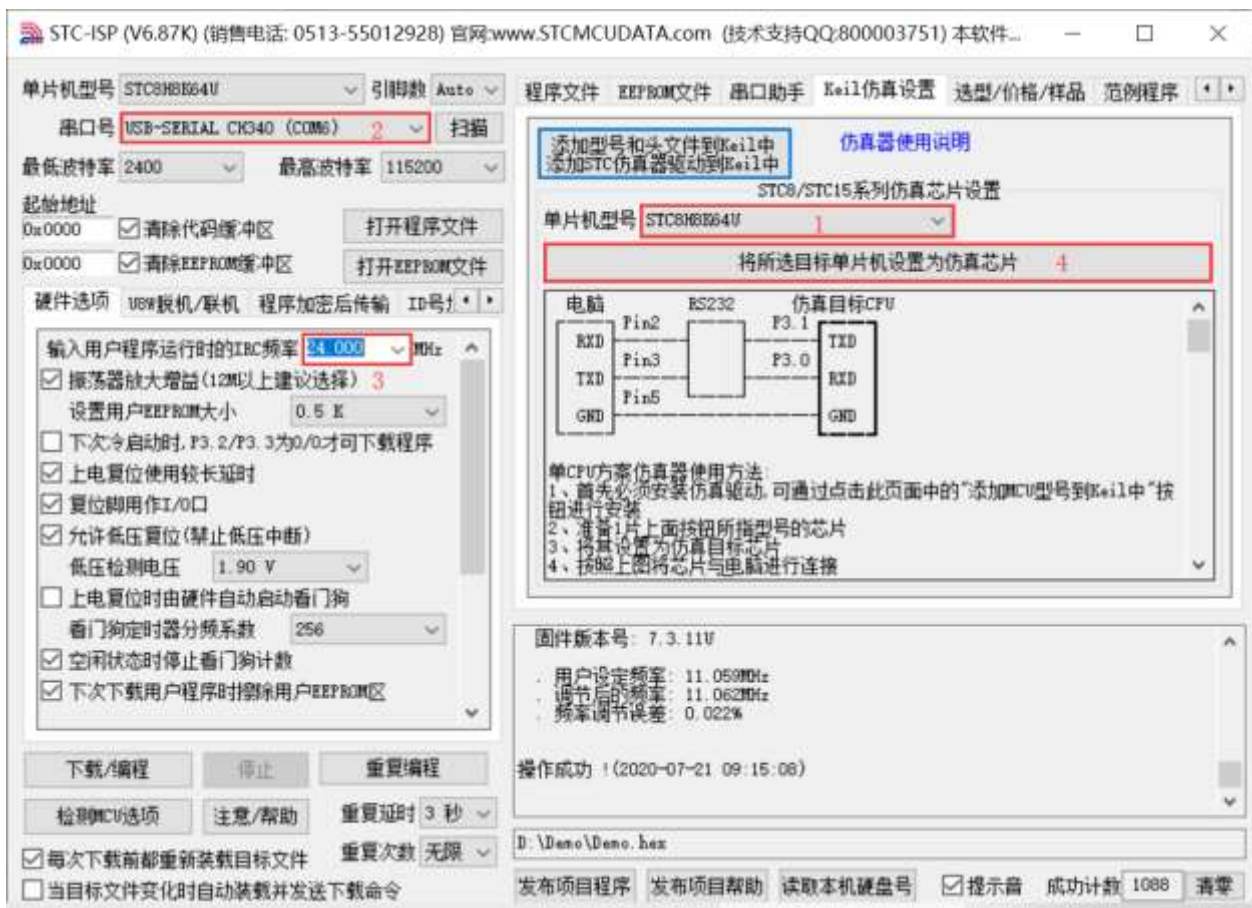 STC-ISP (V6.87K) (销售电话: 0513-55012928) 官网:www.STCMCUDATA.com (技术支持QQ:800003751) 本软件...
单片机型号 STC8H8K64U 引脚数 Auto
串口号 USB-SERIAL CH340 (COM6) 2 扫描
最低波特率 2400 最高波特率 115200
起始地址
0x0000 清除代码缓冲区 打开程序文件
0x0000 清除EEPROM缓冲区 打开EEPROM文件
硬件选项 U8W脱机/联机 程序加密后传输 ID号
输入用户程序运行时的IRC频率 24.000 MHz
振荡器放大增益(12M以上建议选择) 3
设置用户EEPROM大小 0.5 K
下次冷启动时,P3.2/P3.3为0/0才可下载程序
上电复位使用较长延时
复位脚用作I/O口
允许低压复位(禁止低压中断)
低压检测电压 1.90 V
上电复位时由硬件自动启动看门狗
看门狗定时器分频系数 256
空闲状态时停止看门狗计数
下次下载用户程序时擦除用户EEPROM区
下载/编程 停止 重复编程
检测MCU选项 注意/帮助 重复延时 3 秒
每次下载前都重新装载目标文件 重复次数 无限
当目标文件变化时自动装载并发送下载命令
程序文件 EEPROM文件 串口助手 Keil仿真设置 选型/价格/样品 范例程序
添加型号和头文件到Keil中
添加STC仿真器驱动到Keil中
仿真器使用说明
STC8/STC15系列仿真芯片设置
单片机型号 STC8H8K64U 1
将所选目标单片机设置为仿真芯片 4
电脑 RS232 仿真目标CPU
Pin2 P3.1
RXD TXD
Pin3 P3.0
TXD RXD
Pin5
GND GND
单CPU方案仿真器使用方法:
1、首先必须安装仿真驱动,可通过点击此页面中的"添加MCU型号到Keil中"按
钮进行安装
2、准备1片上面按钮所指型号的芯片
3、将其设置为仿真目标芯片
4、按照上图将芯片与电脑进行连接
固件版本号: 7.3.11U
. 用户设定频率: 11.059MHz
. 调节后的频率: 11.062MHz
. 频率调节误差: 0.022%
操作成功 !(2020-07-21 09:15:08)
D:\Demo\Demo.hex
发布项目程序 发布项目帮助 读取本机硬盘号 提示音 成功计数 1088 清零